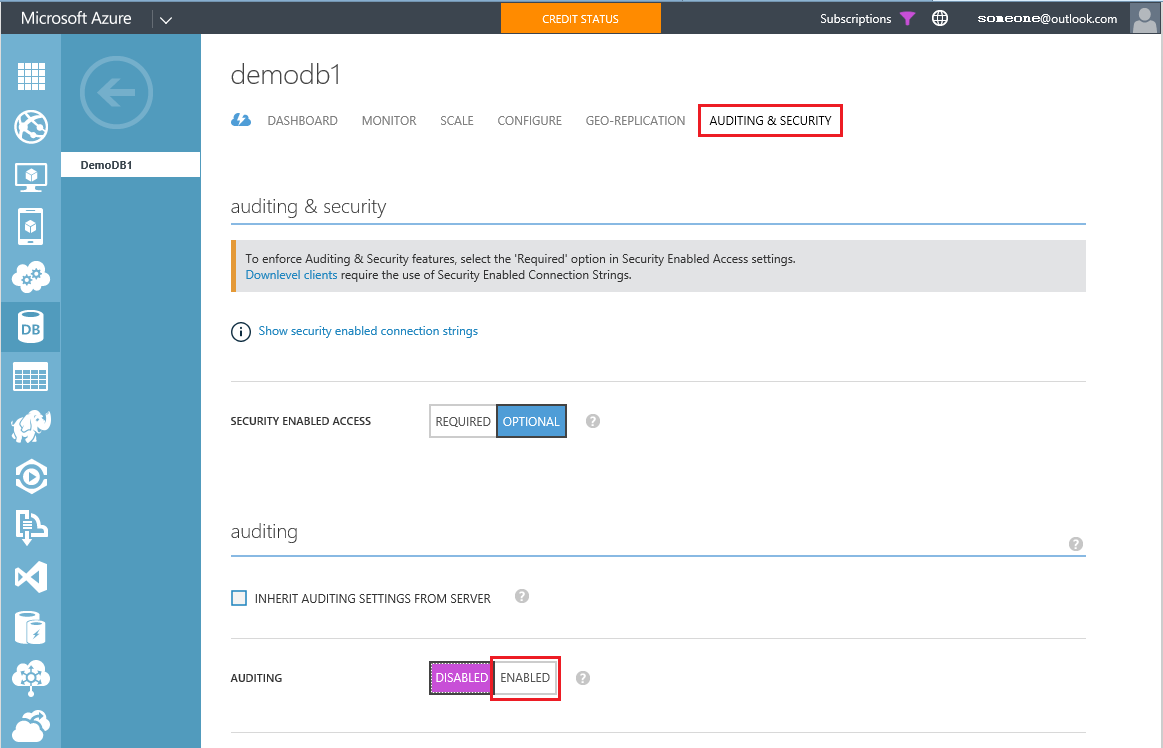 Microsoft Azure
CREDIT STATUS
Subscriptions
someone@outlook.com
DemoDB1
demodb1
DASHBOARD MONITOR SCALE CONFIGURE GEO-REPLICATION AUDITING & SECURITY
auditing & security
To enforce Auditing & Security features, select the 'Required' option in Security Enabled Access settings.
Downlevel clients require the use of Security Enabled Connection Strings.
i Show security enabled connection strings
SECURITY ENABLED ACCESS REQUIRED OPTIONAL ?
DB
auditing ?
INHERIT AUDITING SETTINGS FROM SERVER ?
AUDITING DISABLED ENABLED ?